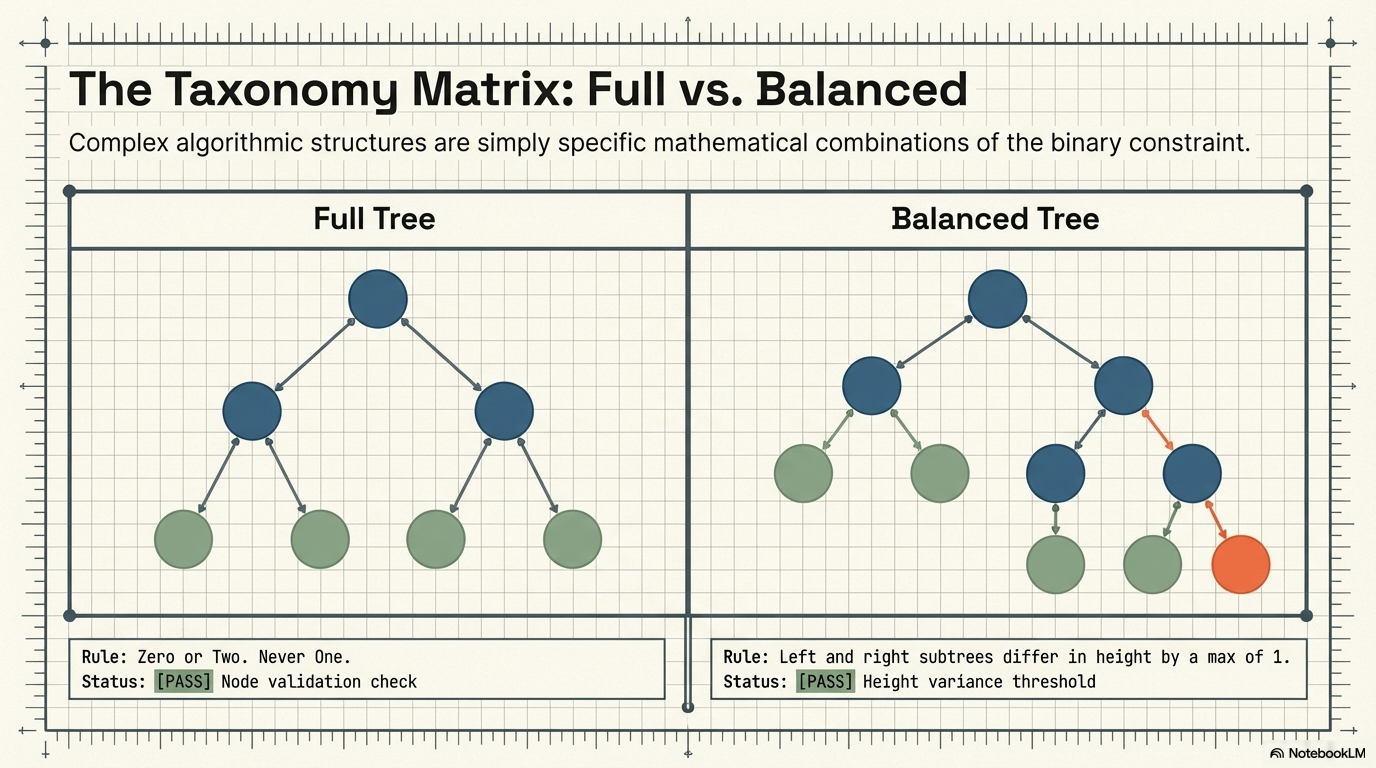 The Taxonomy Matrix: Full vs. Balanced
Complex algorithmic structures are simply specific mathematical combinations of the binary constraint.
Full Tree
Balanced Tree
Rule: Zero or Two. Never One.
Status: [PASS] Node validation check
Rule: Left and right subtrees differ in height by a max of 1.
Status: [PASS] Height variance threshold
NotebookLM